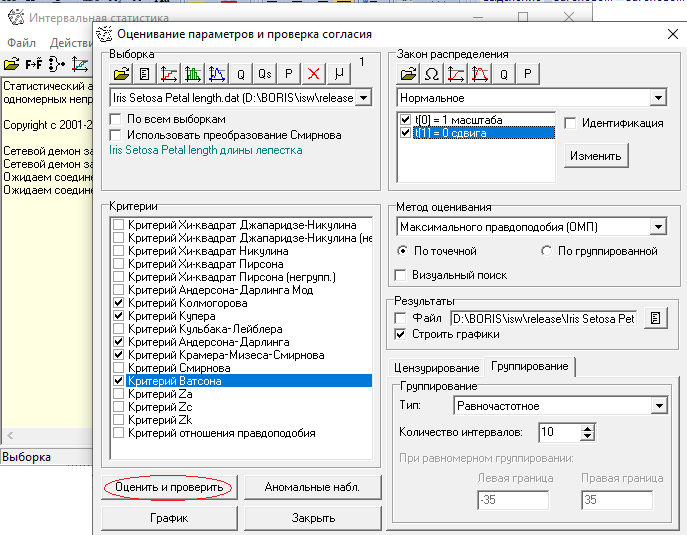 Интервальная статистика
Файл Действи
Статистический а
одномерных непр
Copyright c 2001-2
Сетевой демон за
Сетевой демон за
Ожидаем соедине
Ожидаем соедине
Выборка
Оценивание параметров и проверка согласия
Выборка
Q Qs P μ 1
Iris Setosa Petal length.dat (D:\BORIS\isw\release
По всем выборкам
Использовать преобразование Смирнова
Iris Setosa Petal length длины лепестка
Закон распределения
Ω Q P
Нормальное
t[0] = 1 масштаба
t[1] = 0 сдвига
Идентификация
Изменить
Критерии
Критерий Хи-квадрат Джапаридзе-Никулина
Критерий Хи-квадрат Джапаридзе-Никулина (не
Критерий Хи-квадрат Никулина
Критерий Хи-квадрат Пирсона
Критерий Хи-квадрат Пирсона (негрупп.)
Критерий Андерсона-Дарлинга Мод
Критерий Колмогорова
Критерий Купера
Критерий Кульбака-Лейблера
Критерий Андерсона-Дарлинга
Критерий Крамера-Мизеса-Смирнова
Критерий Смирнова
Критерий Ватсона
Критерий Za
Критерий Zc
Критерий Zk
Критерий отношения правдоподобия
Оценить и проверить
Аномальные набл.
График
Закрыть
Метод оценивания
Максимального правдоподобия (ОМП)
По точечной
По группированной
Визуальный поиск
Результаты
Файл D:\BORIS\isw\release\Iris Setosa Pet
Строить графики
Цензурирование Группирование
Группирование
Тип: Равночастотное
Количество интервалов: 10
При равномерном группировании:
Левая граница Правая граница
-35 35